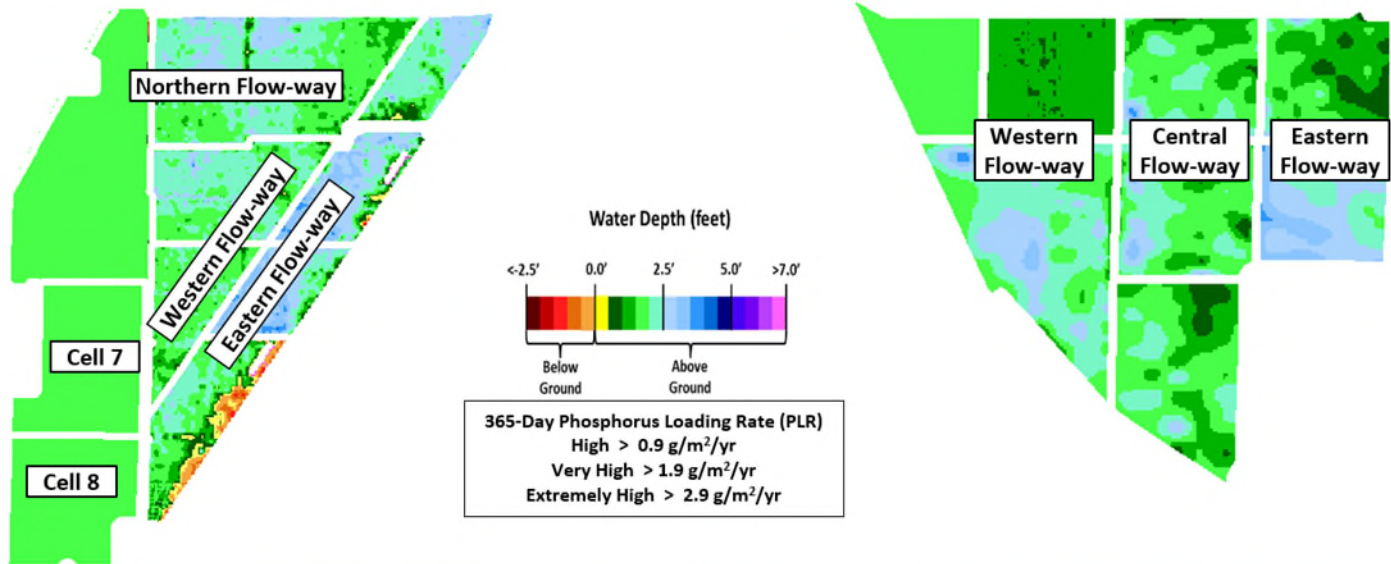 Northern Flow-way
Western Flow-way
Eastern Flow-way
Cell 7
Cell 8
Western
Flow-way
Central
Flow-way
Eastern
Flow-way
Water Depth (feet)
<-2.5' 0.0' 2.5' 5.0' >7.0'
Below
Ground
Above
Ground
365-Day Phosphorus Loading Rate (PLR)
High > 0.9 g/m²/yr
Very High > 1.9 g/m²/yr
Extremely High > 2.9 g/m²/yr